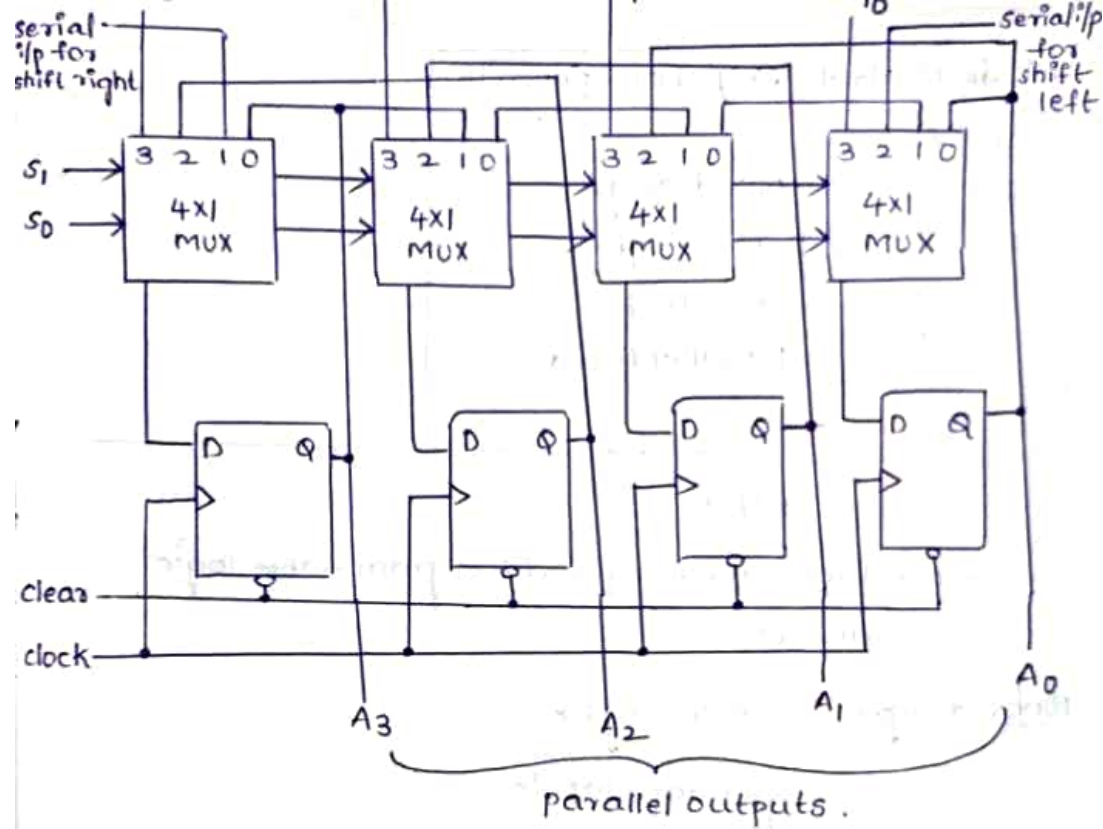 serial
i/p for
shift right
serial i/p
for
shift
left
3 2 1 0
4x1
MUX
3 2 1 0
4x1
MUX
3 2 1 0
4x1
MUX
3 2 1 0
4x1
MUX
S1
S0
D Q
D Q
D Q
D Q
clear
clock
A3
A2
A1
A0
parallel outputs.